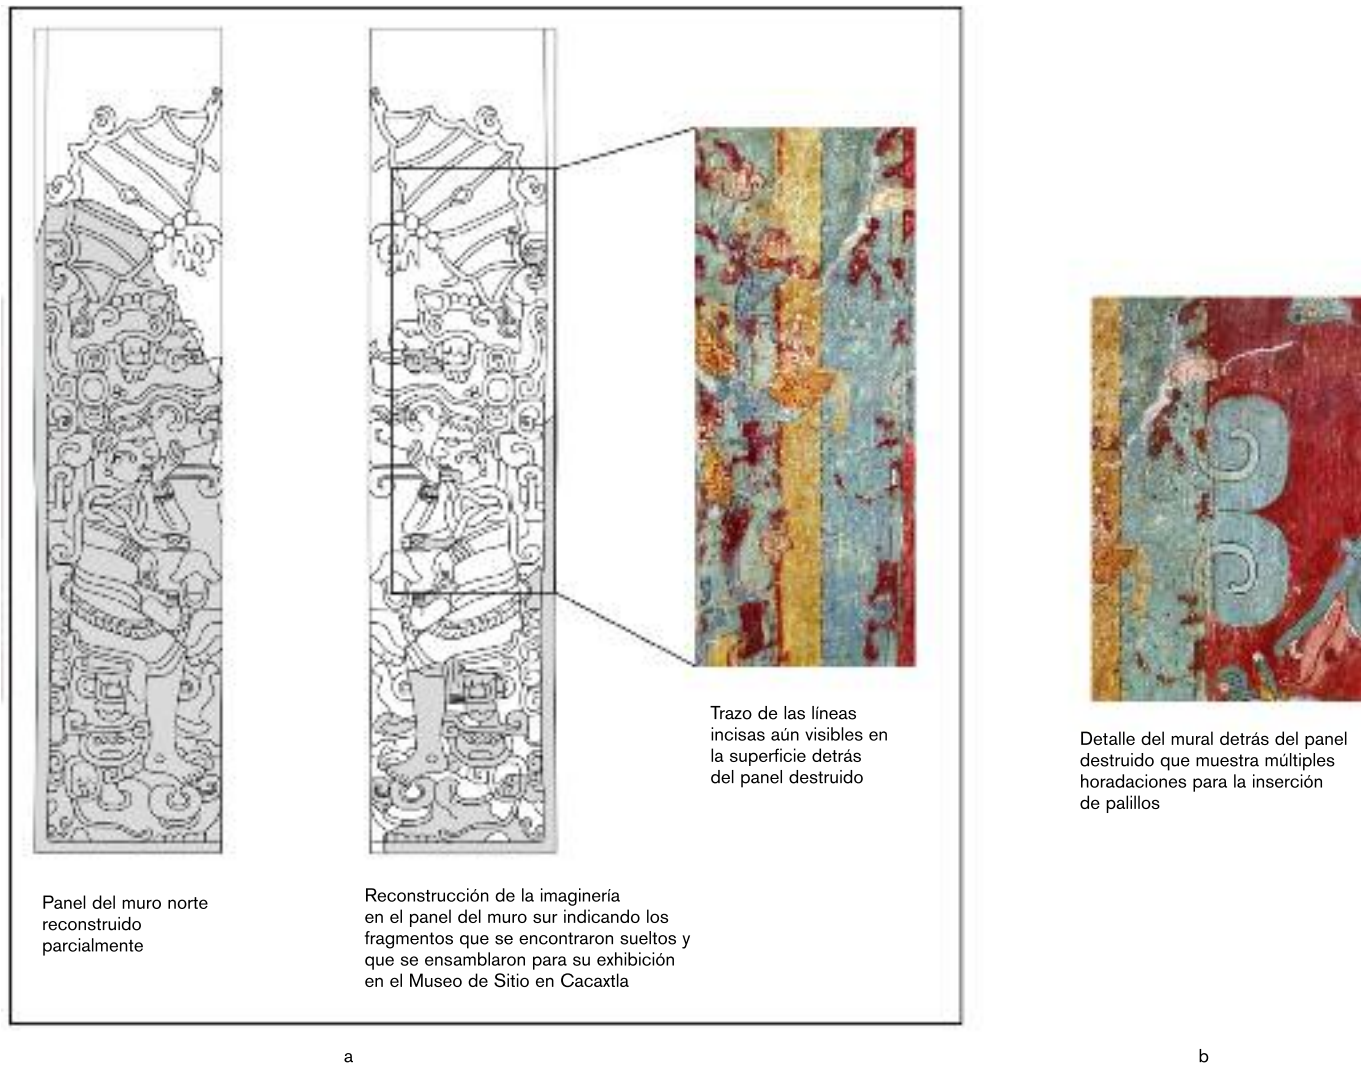 Trazo de las líneas
incisas aún visibles en
la superficie detrás
del panel destruido
Detalle del mural detrás del panel
destruido que muestra múltiples
horadaciones para la inserción
de palillos
Panel del muro norte
reconstruido
parcialmente
Reconstrucción de la imaginería
en el panel del muro sur indicando los
fragmentos que se encontraron sueltos y
que se ensamblaron para su exhibición
en el Museo de Sitio en Cacaxtla
a
b